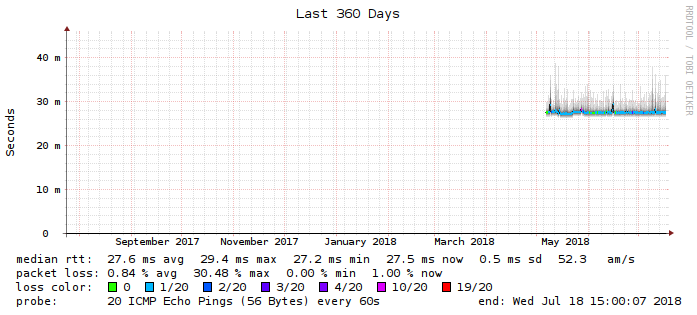 Last 360 Days
RRDTOOL / TOBI OETIKER
Seconds
40 m
30 m
20 m
10 m
0
September 2017 November 2017 January 2018 March 2018 May 2018
median rtt: 27.6 ms avg 29.4 ms max 27.2 ms min 27.5 ms now 0.5 ms sd 52.3 am/s
packet loss: 0.84 % avg 30.48 % max 0.00 % min 1.00 % now
loss color: 0 1/20 2/20 3/20 4/20 10/20 19/20
probe: 20 ICMP Echo Pings (56 Bytes) every 60s end: Wed Jul 18 15:00:07 2018